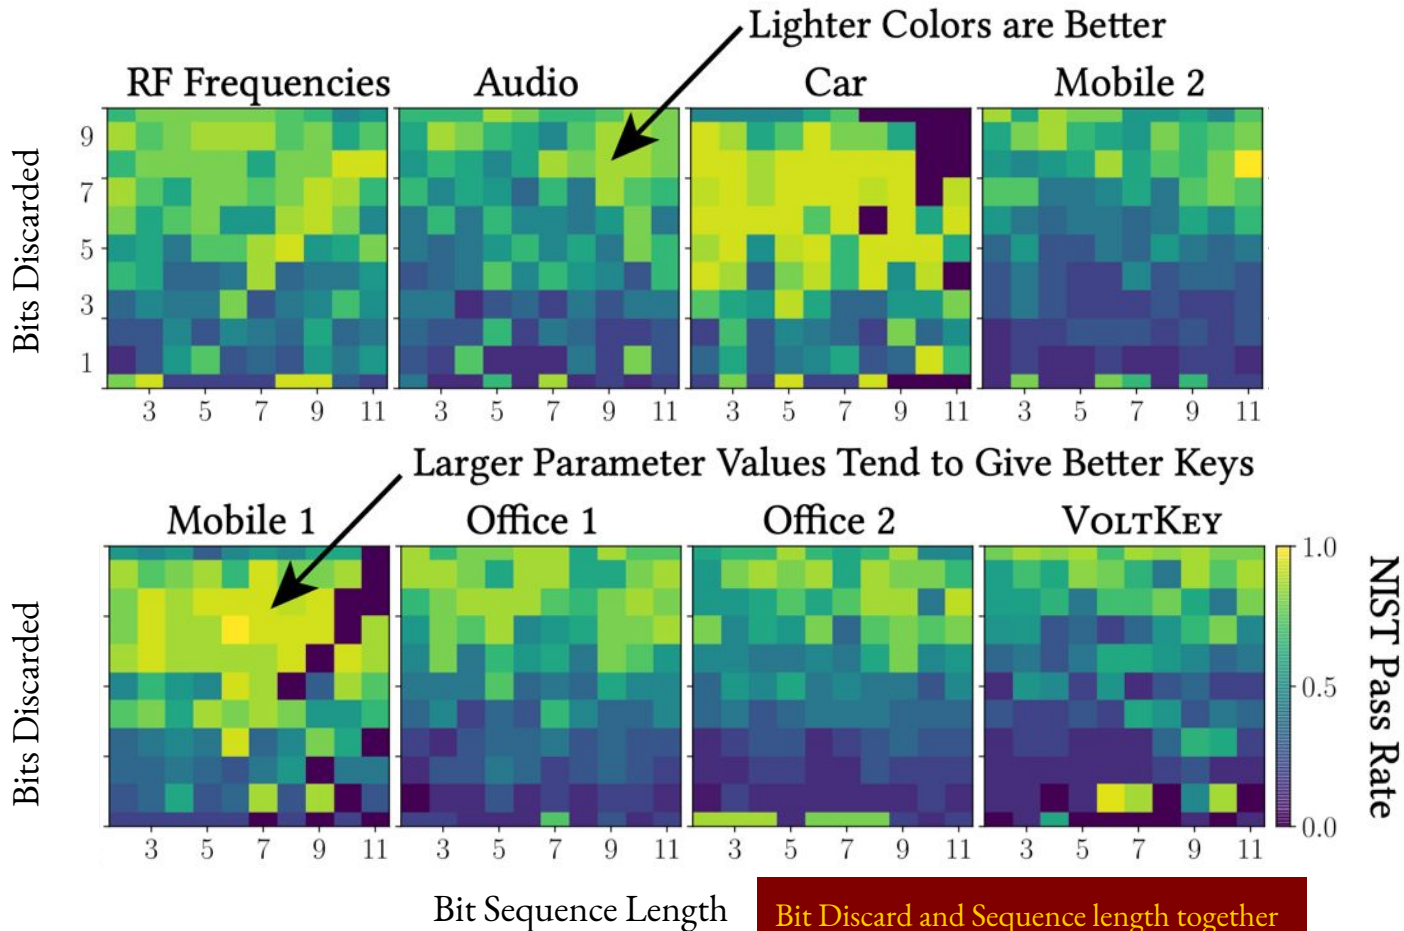 Lighter Colors are Better
RF Frequencies Audio Car Mobile 2
Bits Discarded
9
7
5
3
1
3 5 7 9 11 3 5 7 9 11 3 5 7 9 11 3 5 7 9 11
Larger Parameter Values Tend to Give Better Keys
Mobile 1 Office 1 Office 2 VOLTKEY
Bits Discarded
1.0
0.5
0.0
NIST Pass Rate
3 5 7 9 11 3 5 7 9 11 3 5 7 9 11 3 5 7 9 11
Bit Sequence Length
Bit Discard and Sequence length together